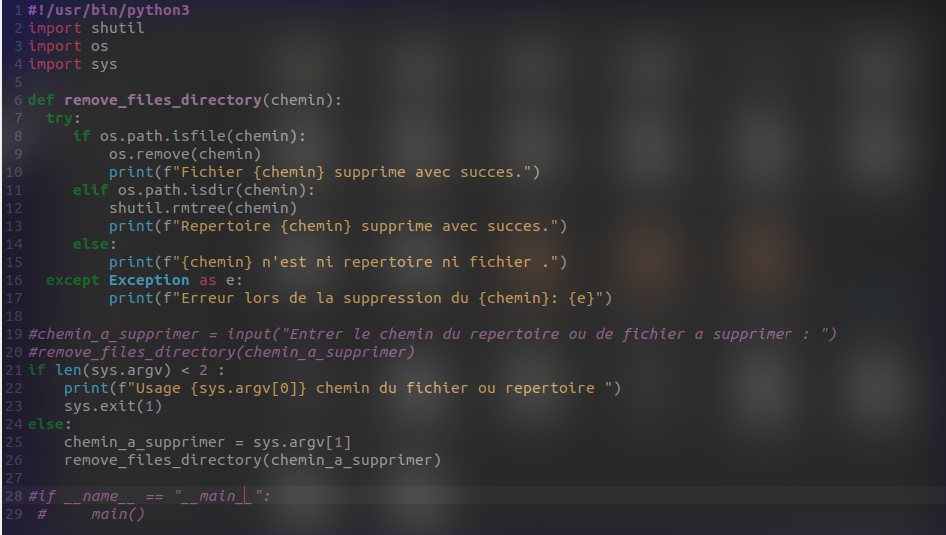 1 #!/usr/bin/python3
2 import shutil
3 import os
4 import sys
5
6 def remove_files_directory(chemin):
7   try:
8      if os.path.isfile(chemin):
9          os.remove(chemin)
10         print(f"Fichier {chemin} supprime avec succes.")
11     elif os.path.isdir(chemin):
12         shutil.rmtree(chemin)
13         print(f"Repertoire {chemin} supprime avec succes.")
14     else:
15         print(f"{chemin} n'est ni repertoire ni fichier .")
16  except Exception as e:
17         print(f"Erreur lors de la suppression du {chemin}: {e}")
18
19 #chemin_a_supprimer = input("Entrer le chemin du repertoire ou de fichier a supprimer : ")
20 #remove_files_directory(chemin_a_supprimer)
21 if len(sys.argv) < 2 :
22     print(f"Usage {sys.argv[0]} chemin du fichier ou repertoire ")
23     sys.exit(1)
24 else:
25     chemin_a_supprimer = sys.argv[1]
26     remove_files_directory(chemin_a_supprimer)
27
28 #if __name__ == "__main__":
29  #     main()